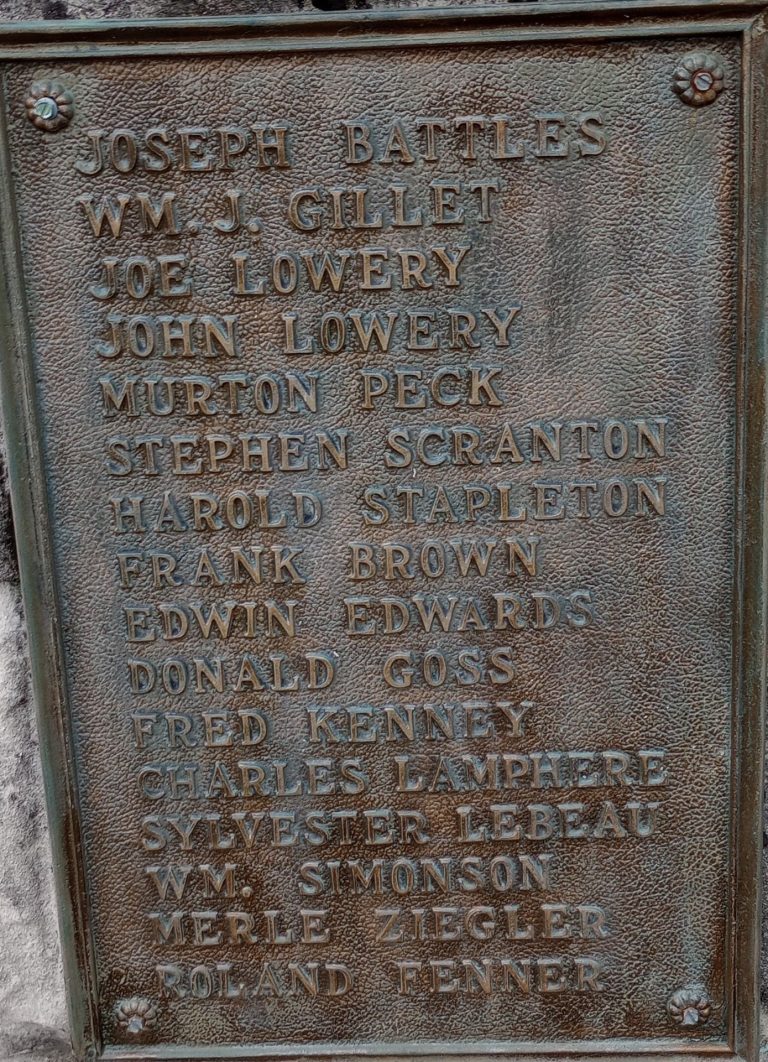 JOSEPH BATTLES
WM. J. GILLET
JOE LOWERY
JOHN LOWERY
MURTON PECK
STEPHEN SCRANTON
HAROLD STAPLETON
FRANK BROWN
EDWIN EDWARDS
DONALD GOSS
FRED KENNEY
CHARLES LAMPHERE
SYLVESTER LEBEAU
WM. SIMONSON
MERLE ZIEGLER
ROLAND FENNER